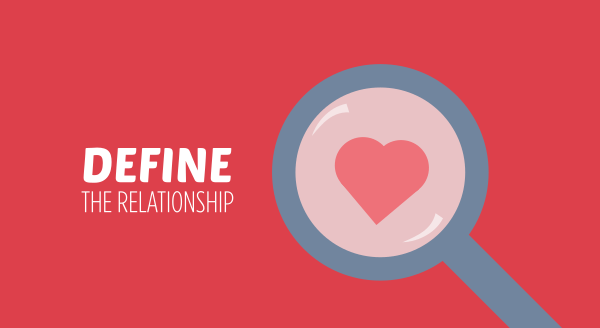 DEFINE
THE RELATIONSHIP